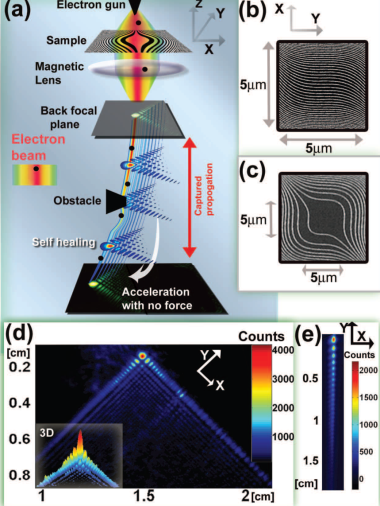 (a)
Electron gun
Z
Y
X
Sample
Magnetic
Lens
Back focal
plane
Electron
beam
Captured
propogation
Obstacle
Self healing
Acceleration
with no force
(b)
X
Y
5µm
5µm
(c)
5µm
5µm
(d)
Counts
[cm]
0.2
0.4
0.6
0.8
Y
X
4000
3000
2000
1000
3D
1
1.5
2
[cm]
(e)
Y
X
Counts
[cm]
0.5
1
1.5
2000
1500
1000
500
0